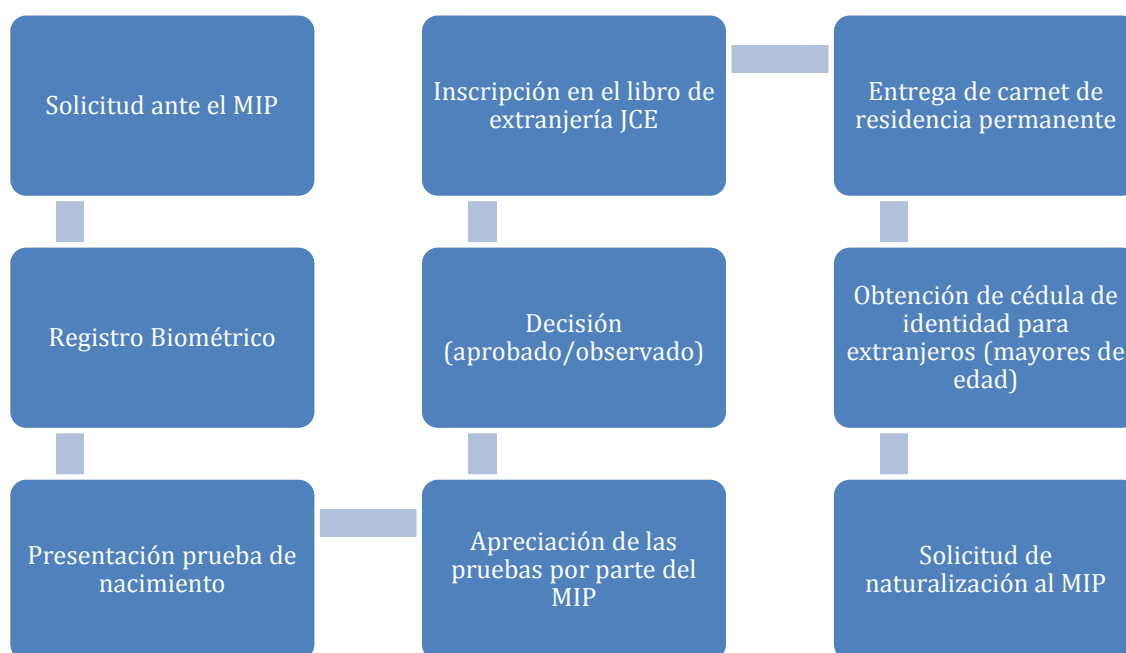 Solicitud ante el MIP
Registro Biométrico
Presentación prueba de
nacimiento
Apreciación de las
pruebas por parte del
MIP
Decisión
(aprobado/observado)
Inscripción en el libro de
extranjería JCE
Entrega de carnet de
residencia permanente
Obtención de cédula de
identidad para
extranjeros (mayores de
edad)
Solicitud de
naturalización al MIP